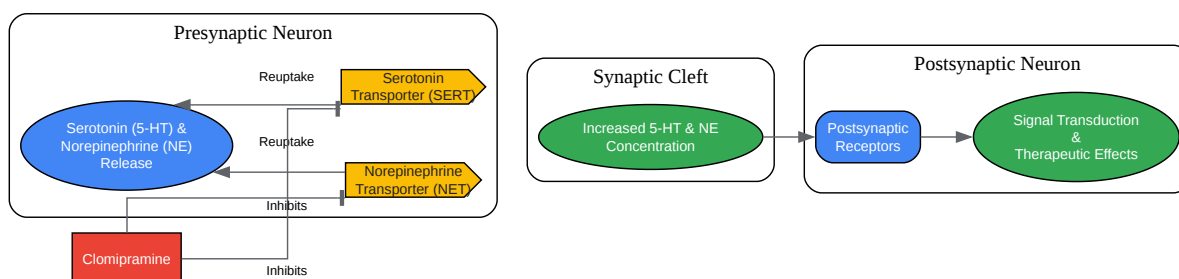 Presynaptic Neuron
Reuptake
Serotonin
Transporter (SERT)
Serotonin (5-HT) &
Norepinephrine (NE)
Release
Reuptake
Norepinephrine
Transporter (NET)
Inhibits
Clomipramine
Inhibits
Synaptic Cleft
Increased 5-HT & NE
Concentration
Postsynaptic Neuron
Postsynaptic
Receptors
Signal Transduction
&
Therapeutic Effects